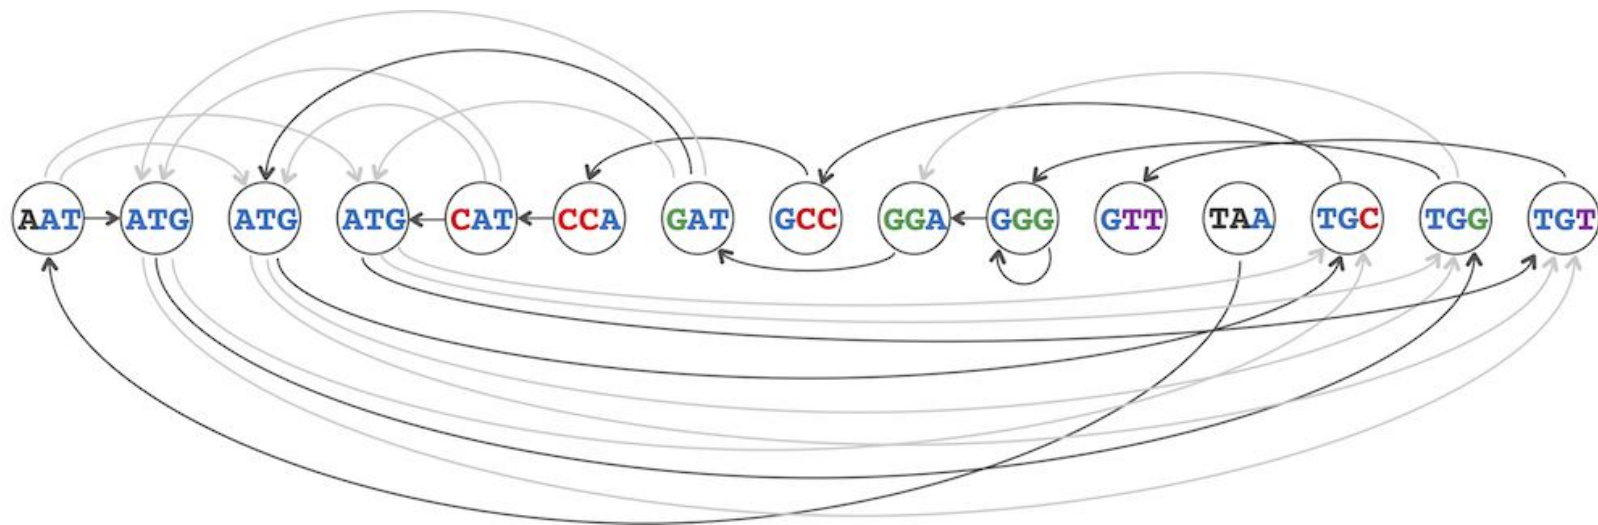 AAT ATG ATG ATG CAT CCA GAT GCC GGA GGG GTT TAA TGC TGG TGT